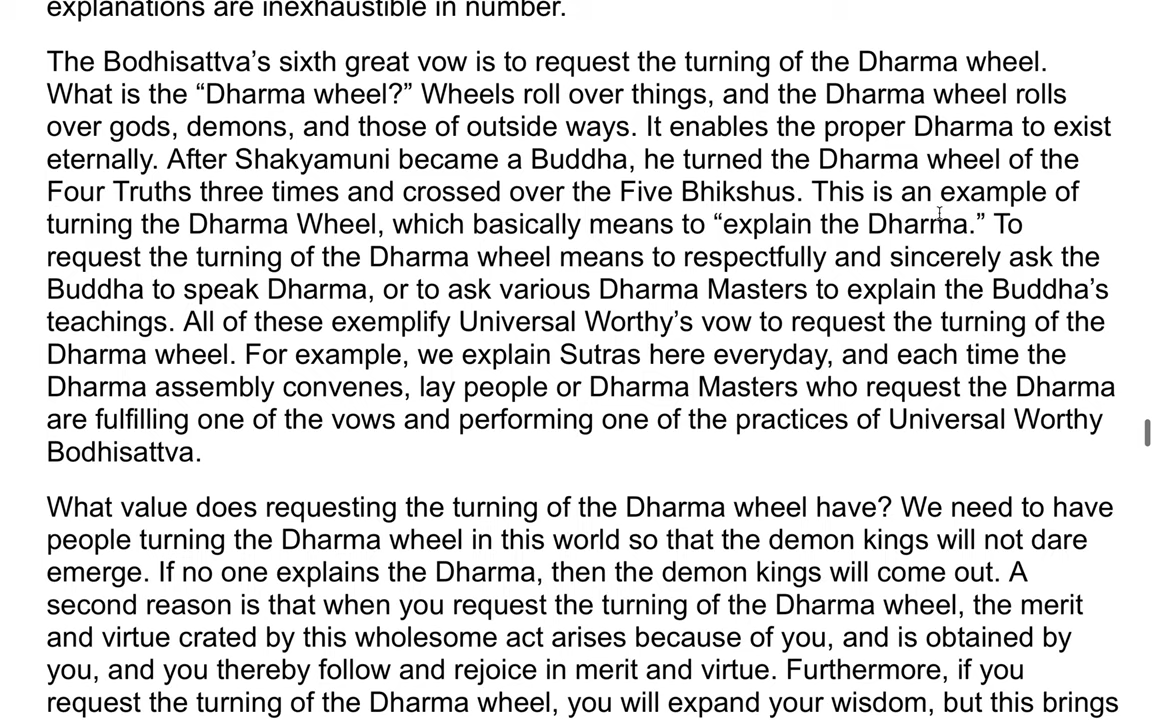 explanations are inexhaustible in number.
The Bodhisattva’s sixth great vow is to request the turning of the Dharma wheel.
What is the “Dharma wheel?” Wheels roll over things, and the Dharma wheel rolls
over gods, demons, and those of outside ways. It enables the proper Dharma to exist
eternally. After Shakyamuni became a Buddha, he turned the Dharma wheel of the
Four Truths three times and crossed over the Five Bhikshus. This is an example of
turning the Dharma Wheel, which basically means to “explain the Dharma.” To
request the turning of the Dharma wheel means to respectfully and sincerely ask the
Buddha to speak Dharma, or to ask various Dharma Masters to explain the Buddha’s
teachings. All of these exemplify Universal Worthy’s vow to request the turning of the
Dharma wheel. For example, we explain Sutras here everyday, and each time the
Dharma assembly convenes, lay people or Dharma Masters who request the Dharma
are fulfilling one of the vows and performing one of the practices of Universal Worthy
Bodhisattva.
What value does requesting the turning of the Dharma wheel have? We need to have
people turning the Dharma wheel in this world so that the demon kings will not dare
emerge. If no one explains the Dharma, then the demon kings will come out. A
second reason is that when you request the turning of the Dharma wheel, the merit
and virtue crated by this wholesome act arises because of you, and is obtained by
you, and you thereby follow and rejoice in merit and virtue. Furthermore, if you
request the turning of the Dharma wheel, you will expand your wisdom, but this brings